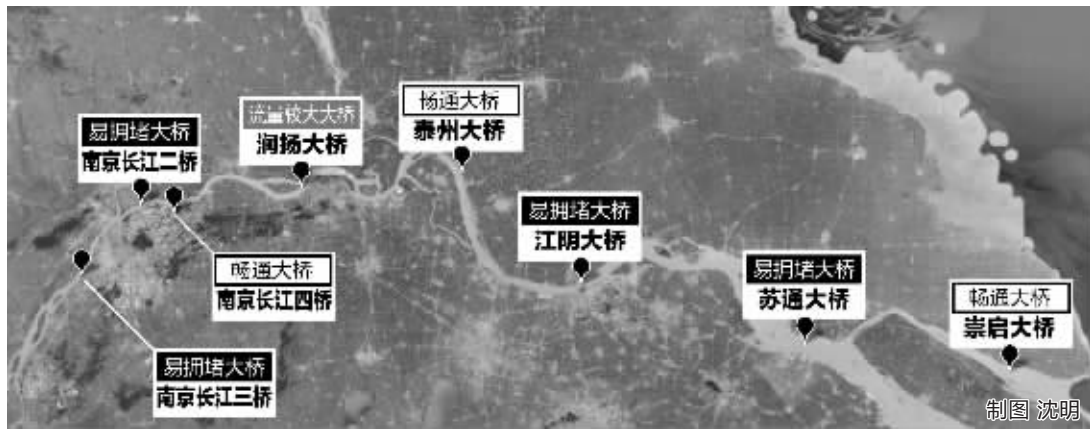 易拥堵大桥
南京长江二桥
流量较大大桥
润扬大桥
畅通大桥
泰州大桥
易拥堵大桥
江阴大桥
畅通大桥
南京长江四桥
易拥堵大桥
苏通大桥
畅通大桥
崇启大桥
易拥堵大桥
南京长江三桥
制图 沈明